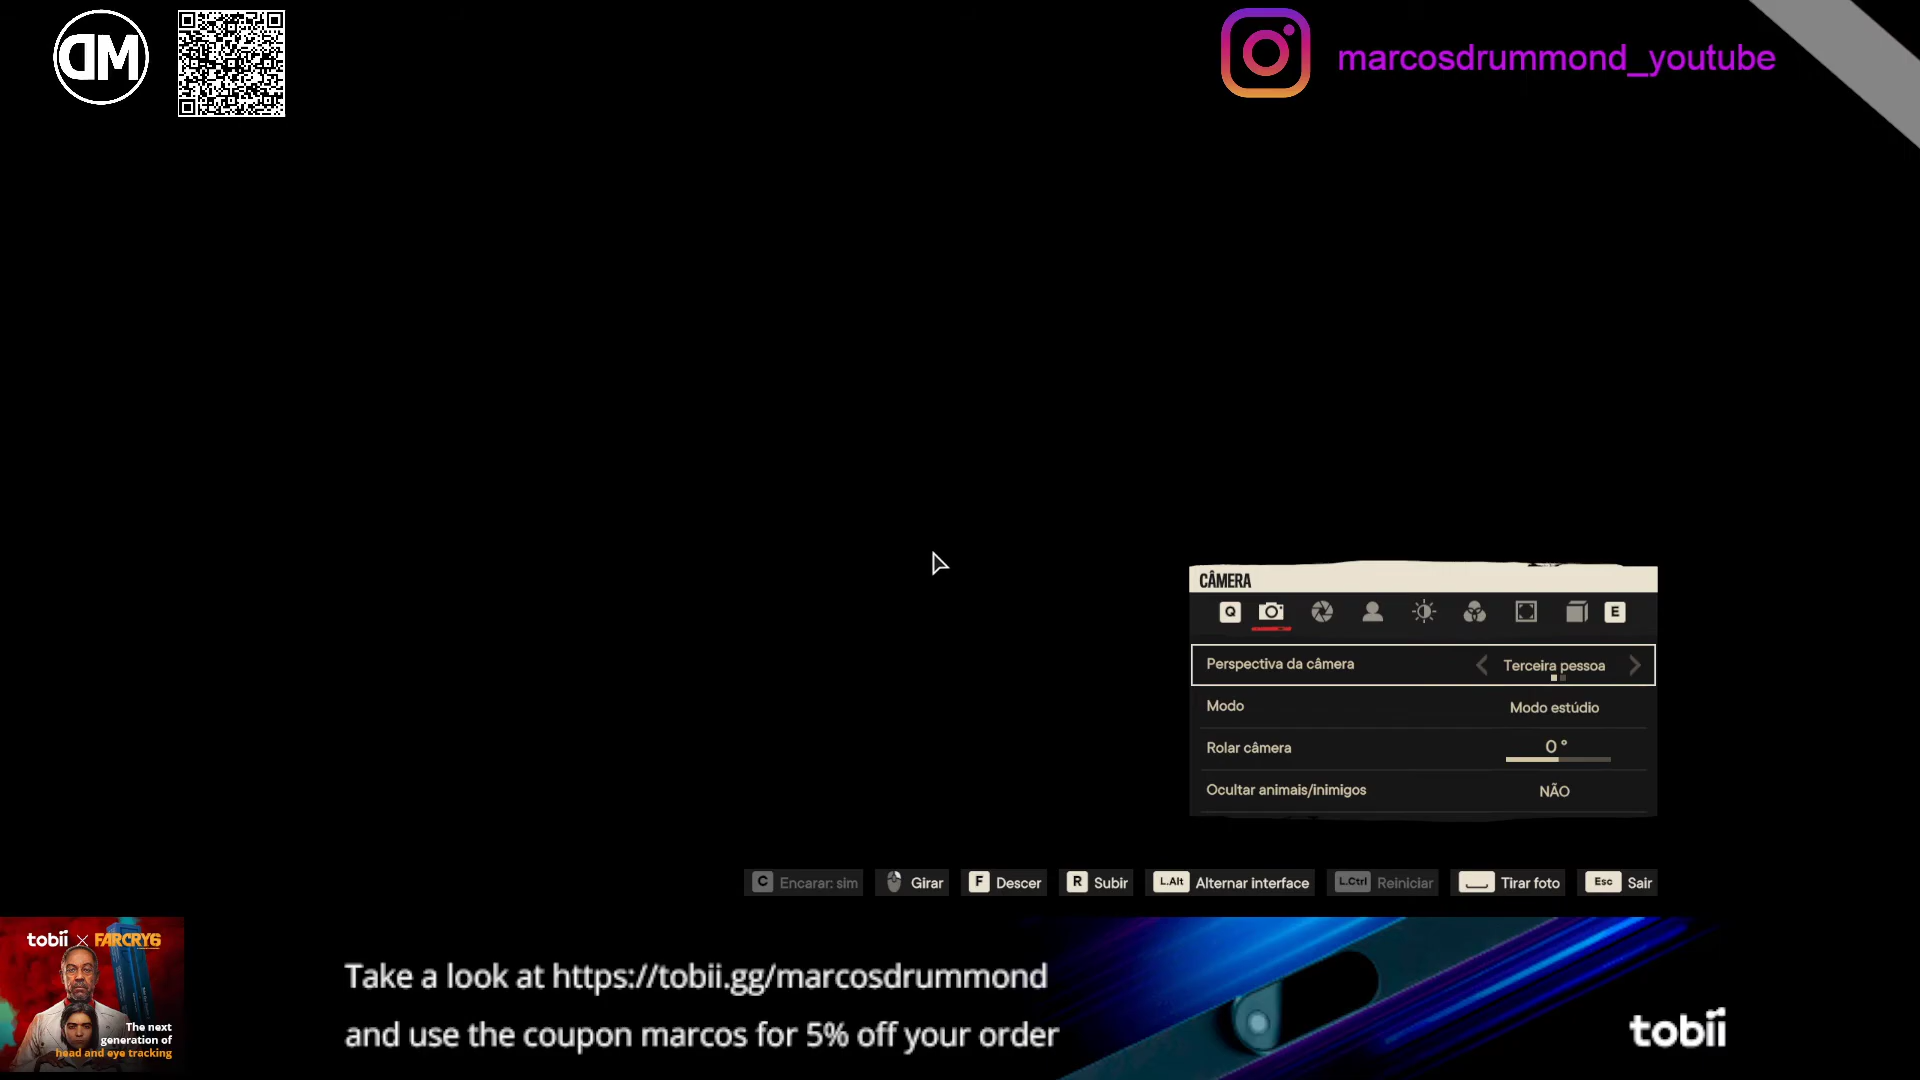 DM
marcosdrummond_youtube
CÂMERA
Q
E
Perspectiva da câmera
Terceira pessoa
Modo
Modo estúdio
Rolar câmera
0 °
Ocultar animais/inimigos
NÃO
C Encarar: sim
Girar
F Descer
R Subir
L.Alt Alternar interface
L.Ctrl Reiniciar
Tirar foto
Esc Sair
tobii X FARCRY6
The next
generation of
head and eye tracking
Take a look at https://tobii.gg/marcosdrummond
and use the coupon marcos for 5% off your order
tobii